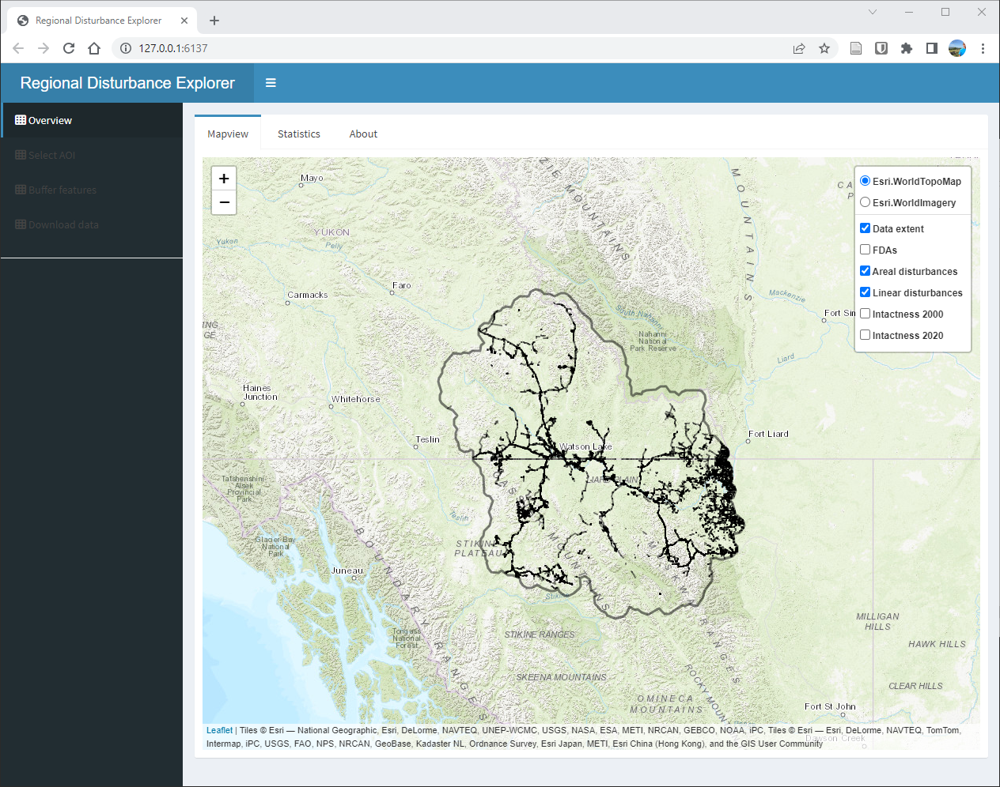 Regional Disturbance Explorer
127.0.0.1:6137
Regional Disturbance Explorer
Overview
Select AOI
Buffer features
Download data
Mapview
Statistics
About
+
−
Esri.WorldTopoMap
Esri.WorldImagery
Data extent
FDAs
Areal disturbances
Linear disturbances
Intactness 2000
Intactness 2020
Mayo
YUKON
Yukon
Pelly
Faro
Carmacks
MOUNTAINS
MOUNTAINS
Mackenzie
Fort Sim
South Nahanni
Nahanni
National
Park Reserve
Liard
Haines
Junction
Whitehorse
Teslin
Fort Liard
Watson Lake
LIARD PLAIN
Tatshenshini
Alsek
Provincial
Park
Teslin
Glacier Bay
National
Park
STIKINE
PLATEAU
Juneau
BOUNDARY RANGES
CASSIAR MOUNTAINS
Stikine
Tongass
National
Forest
STIKINE RANGES
MILLIGAN
HILLS
HAWK HILLS
SKEENA MOUNTAINS
CLEAR HILLS
OMINECA
MOUNTAINS
Fort St John
Dawson Creek
Leaflet | Tiles © Esri — National Geographic, Esri, DeLorme, NAVTEQ, UNEP-WCMC, USGS, NASA, ESA, METI, NRCAN, GEBCO, NOAA, iPC, Tiles © Esri — Esri, DeLorme, NAVTEQ, TomTom,
Intermap, iPC, USGS, FAO, NPS, NRCAN, GeoBase, Kadaster NL, Ordnance Survey, Esri Japan, METI, Esri China (Hong Kong), and the GIS User Community